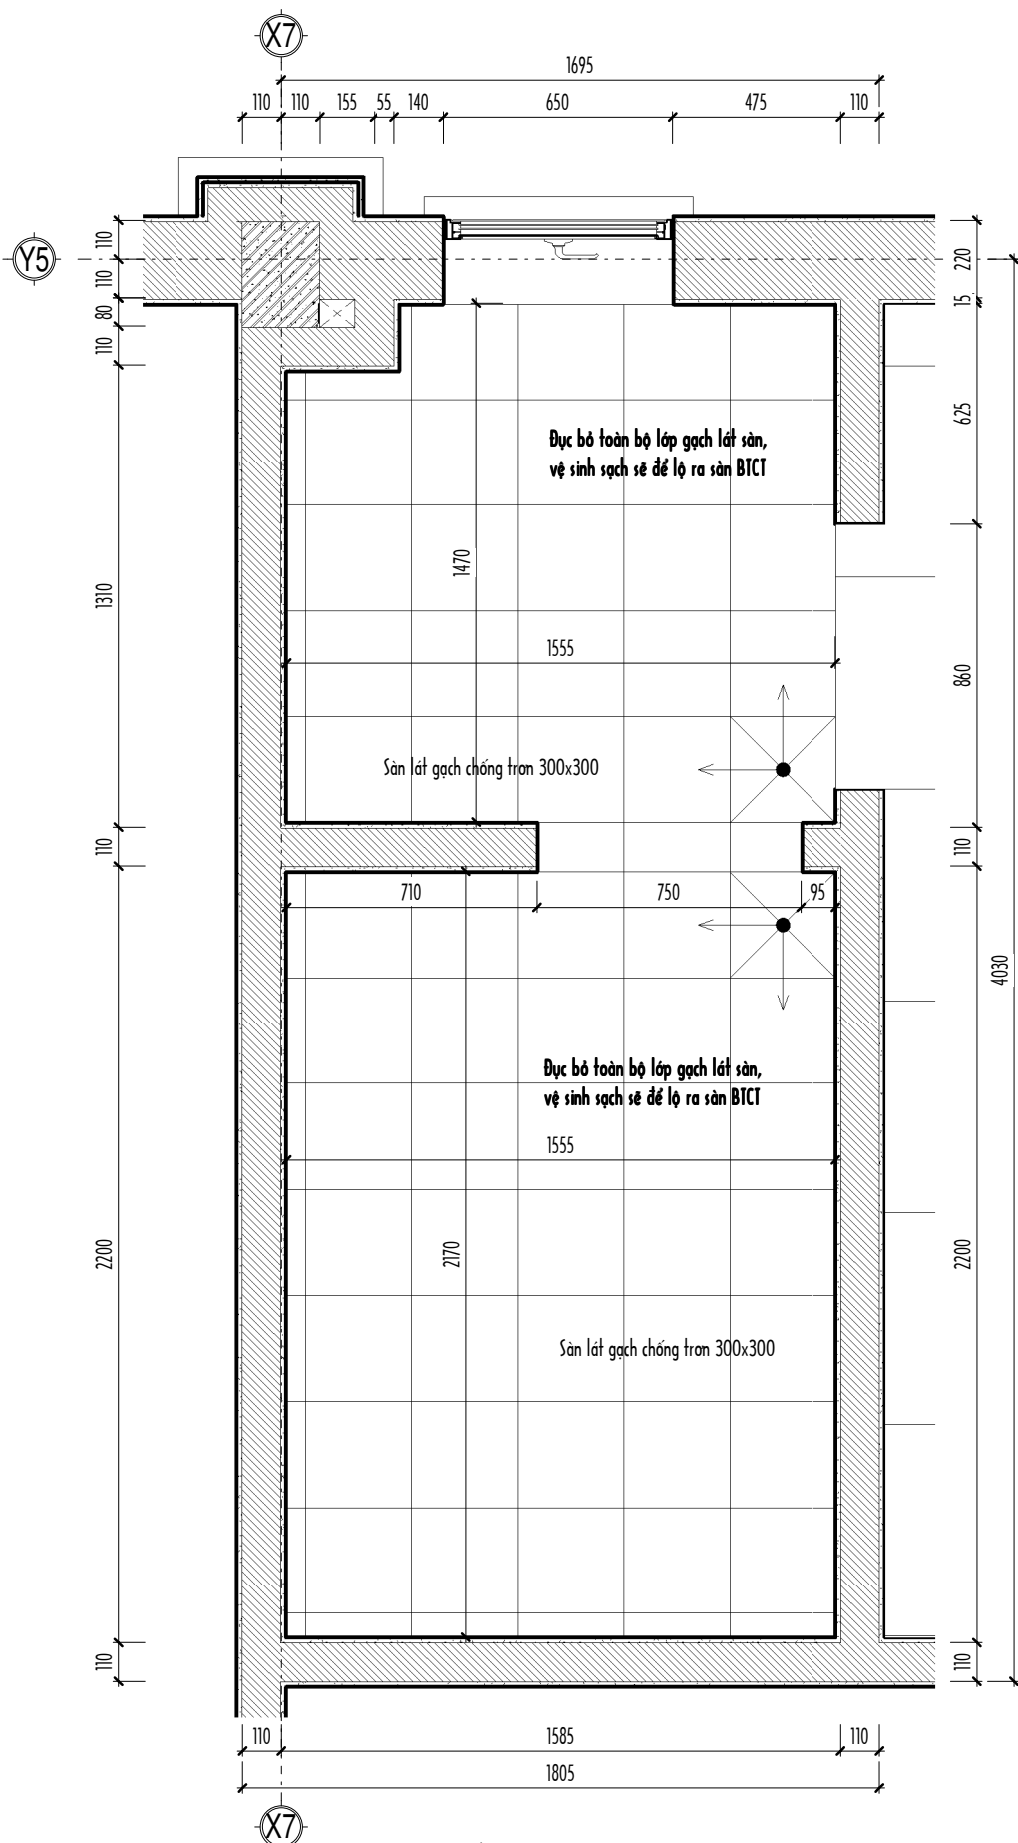 X7
1695
110 110 155 55 140 650 475 110
Y5
110
110
80
110
1310
110
2200
110
220
15
625
860
110
2200
110
4030
Đục bỏ toàn bộ lớp gạch lát sàn,
vệ sinh sạch sẽ để lộ ra sàn BTCT
1470
1555
Sàn lát gạch chống trơn 300x300
710 750 95
Đục bỏ toàn bộ lớp gạch lát sàn,
vệ sinh sạch sẽ để lộ ra sàn BTCT
1555
2170
Sàn lát gạch chống trơn 300x300
110 1585 110
1805
X7